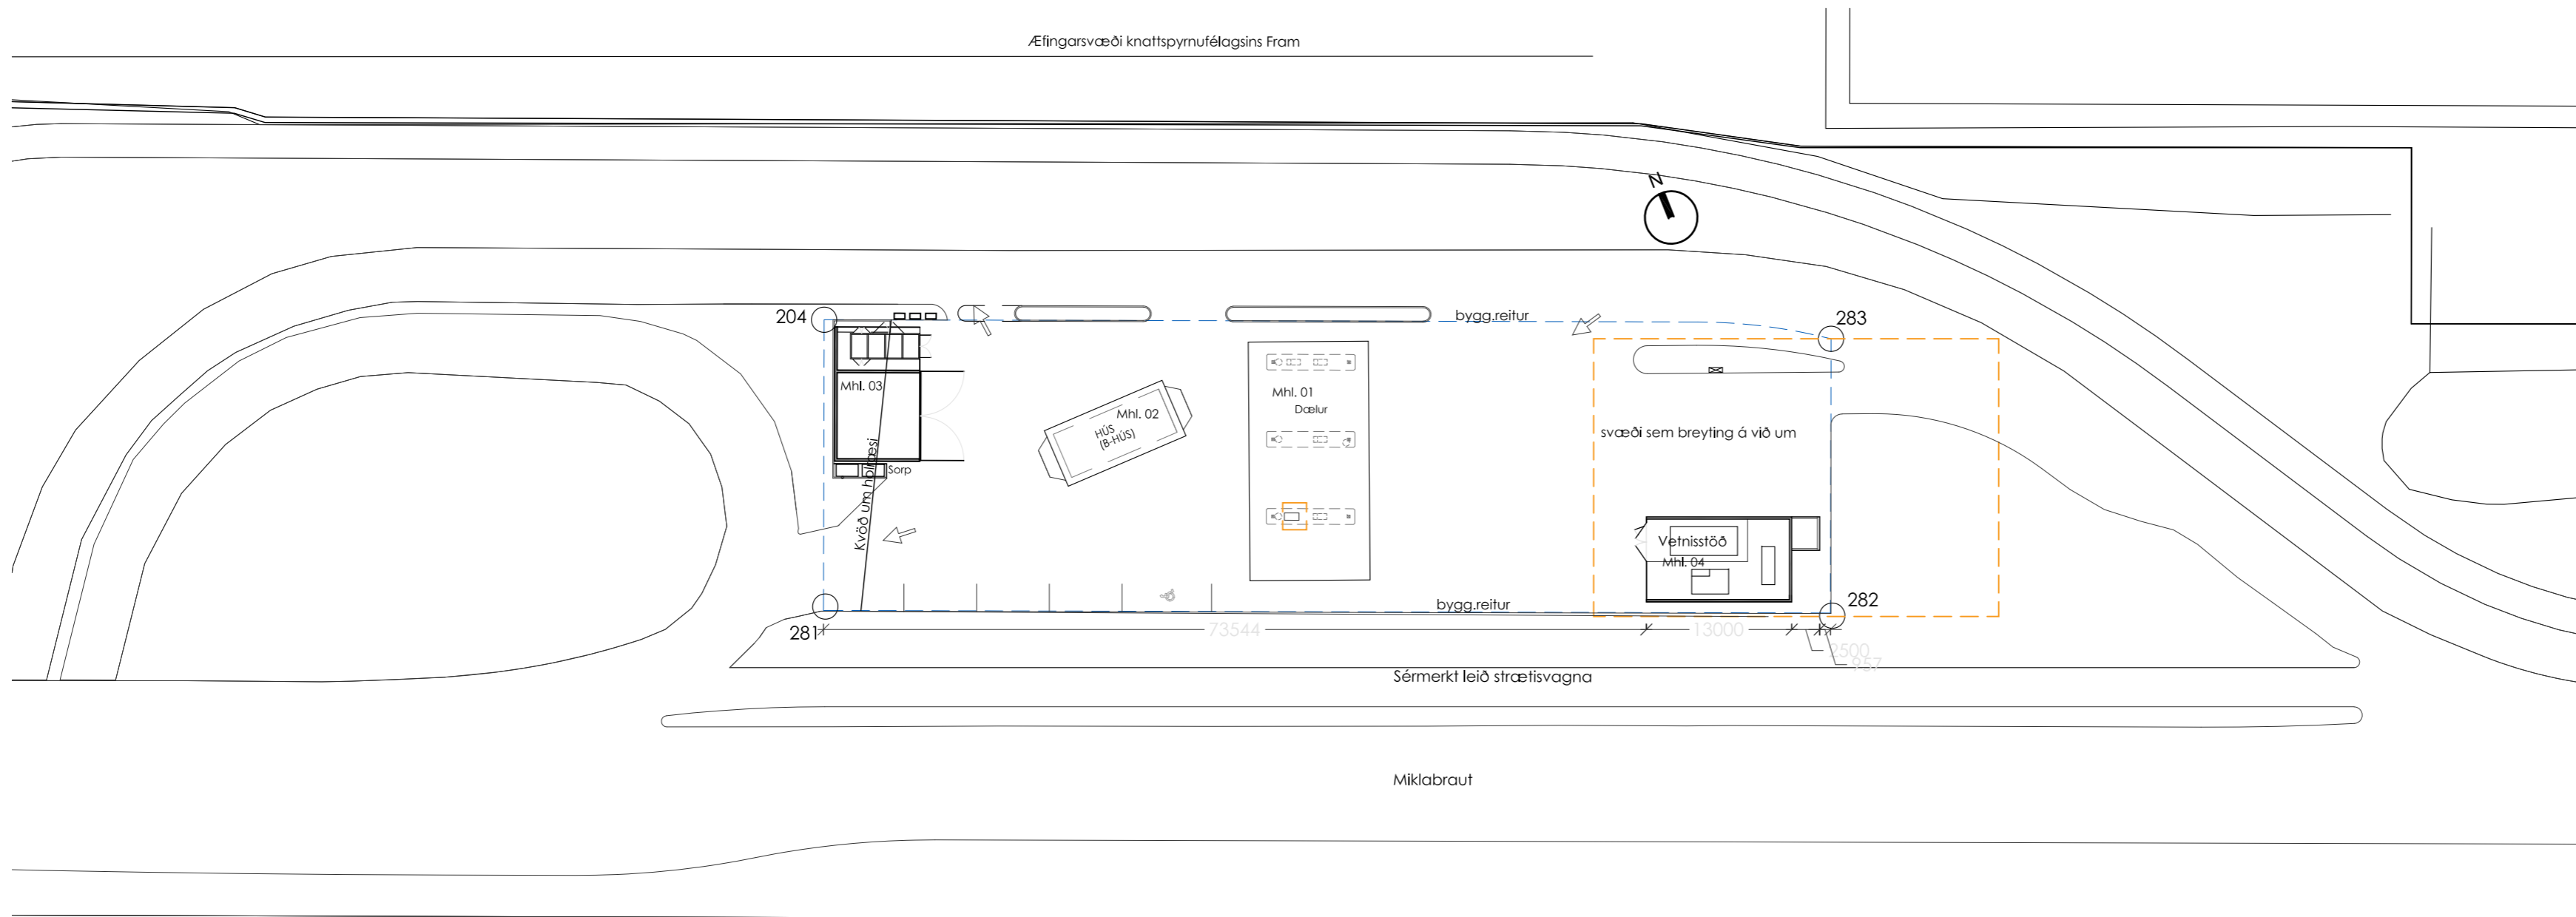 Æfingarsvæði knattspyrnufélagsins Fram
N
204
bygg.reitur
283
Mhl. 03
Mhl. 01
Dælur
Mhl. 02
HÚS
(B-HÚS)
svæði sem breyting á við um
Sorp
Kvöð um holræsi
Vetnisstöð
Mhl. 04
281
bygg.reitur
282
73544
13000
2500
957
Sérmerkt leið strætisvagna
Miklabraut